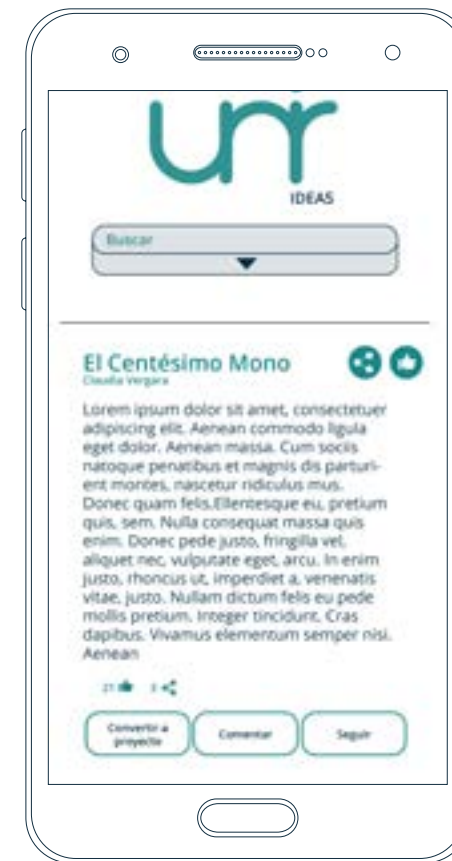 unr
IDEAS
Buscar
El Centésimo Mono
Claudia Vergara
Lorem ipsum dolor sit amet, consectetuer
adipiscing elit. Aenean commodo ligula
eget dolor. Aenean massa. Cum sociis
natoque penatibus et magnis dis parturi-
ent montes, nascetur ridiculus mus.
Donec quam felis,Ellentesque eu, pretium
quis, sem. Nulla consequat massa quis
enim. Donec pede justo, fringilla vel,
aliquet nec, vulputate eget, arcu. In enim
justo, rhoncus ut, imperdiet a, venenatis
vitae, justo. Nullam dictum felis eu pede
mollis pretium. Integer tincidunt. Cras
dapibus. Vivamus elementum semper nisi.
Aenean
21 3
Convertir a
proyecto
Comentar
Seguir